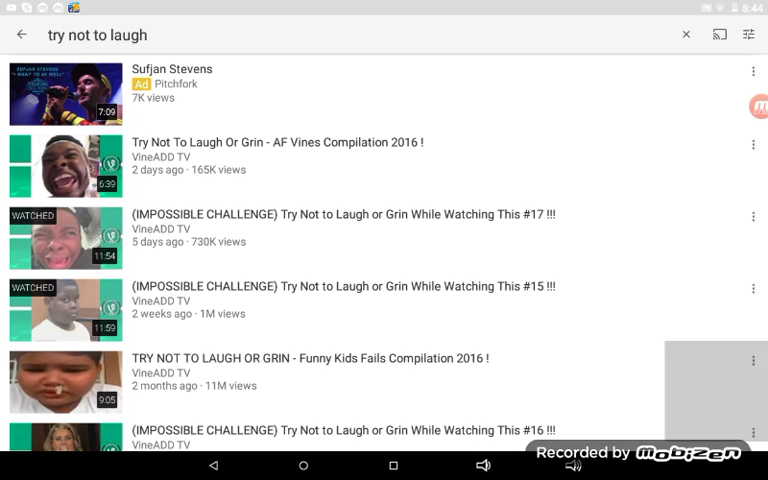 8:44
try not to laugh
SUFJAN STEVENS
"I WANT TO BE WELL"
7:09
Sufjan Stevens
Ad Pitchfork
7K views
6:39
Try Not To Laugh Or Grin - AF Vines Compilation 2016 !
VineADD TV
2 days ago · 165K views
WATCHED
11:54
(IMPOSSIBLE CHALLENGE) Try Not to Laugh or Grin While Watching This #17 !!!
VineADD TV
5 days ago · 730K views
WATCHED
11:59
(IMPOSSIBLE CHALLENGE) Try Not to Laugh or Grin While Watching This #15 !!!
VineADD TV
2 weeks ago · 1M views
9:05
TRY NOT TO LAUGH OR GRIN - Funny Kids Fails Compilation 2016 !
VineADD TV
2 months ago · 11M views
(IMPOSSIBLE CHALLENGE) Try Not to Laugh or Grin While Watching This #16 !!!
VineADD TV
Recorded by MOBIZEN